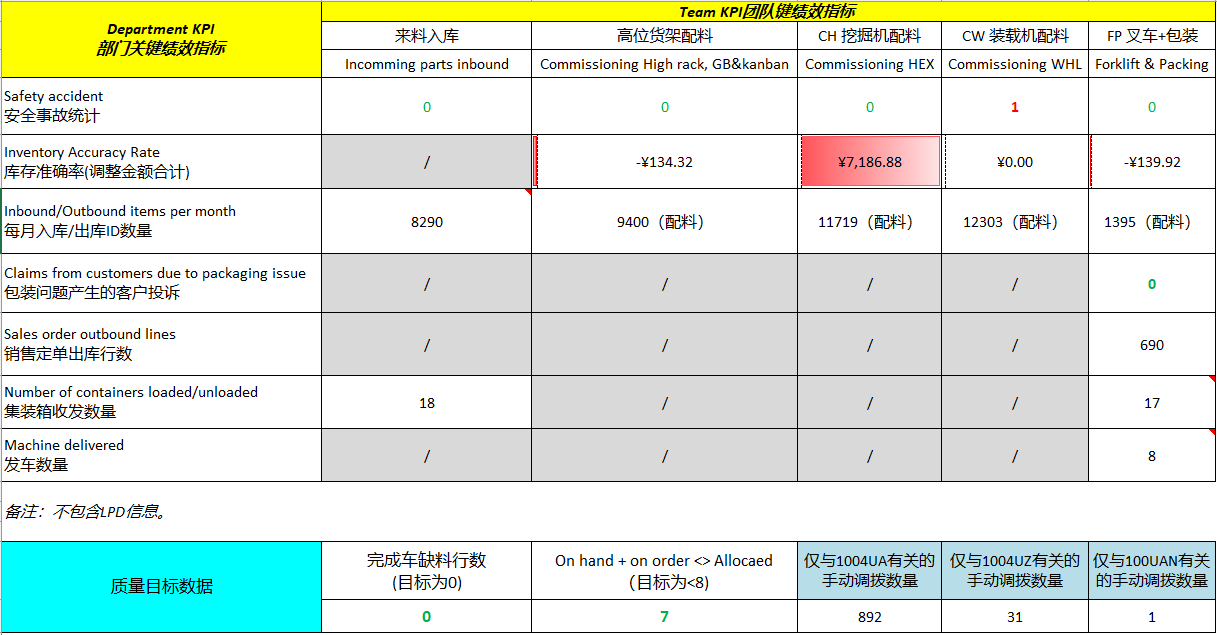 Department KPI
部门关键绩效指标
Team KPI团队键绩效指标
来料入库
高位货架配料
CH 挖掘机配料
CW 装载机配料
FP 叉车+包装
Incomming parts inbound
Commissioning High rack, GB&kanban
Commissioning HEX
Commissioning WHL
Forklift & Packing
Safety accident
安全事故统计
0
0
0
1
0
Inventory Accuracy Rate
库存准确率(调整金额合计)
/
-¥134.32
¥7,186.88
¥0.00
-¥139.92
Inbound/Outbound items per month
每月入库/出库ID数量
8290
9400（配料）
11719（配料）
12303（配料）
1395（配料）
Claims from customers due to packaging issue
包装问题产生的客户投诉
/
/
/
/
0
Sales order outbound lines
销售定单出库行数
/
/
/
/
690
Number of containers loaded/unloaded
集装箱收发数量
18
/
/
/
17
Machine delivered
发车数量
/
/
/
/
8
备注：不包含LPD信息。
质量目标数据
完成车缺料行数
(目标为0)
On hand + on order <> Allocaed
（目标为<8)
仅与1004UA有关的
手动调拨数量
仅与1004UZ有关的
手动调拨数量
仅与100UAN有关
的手动调拨数量
0
7
892
31
1